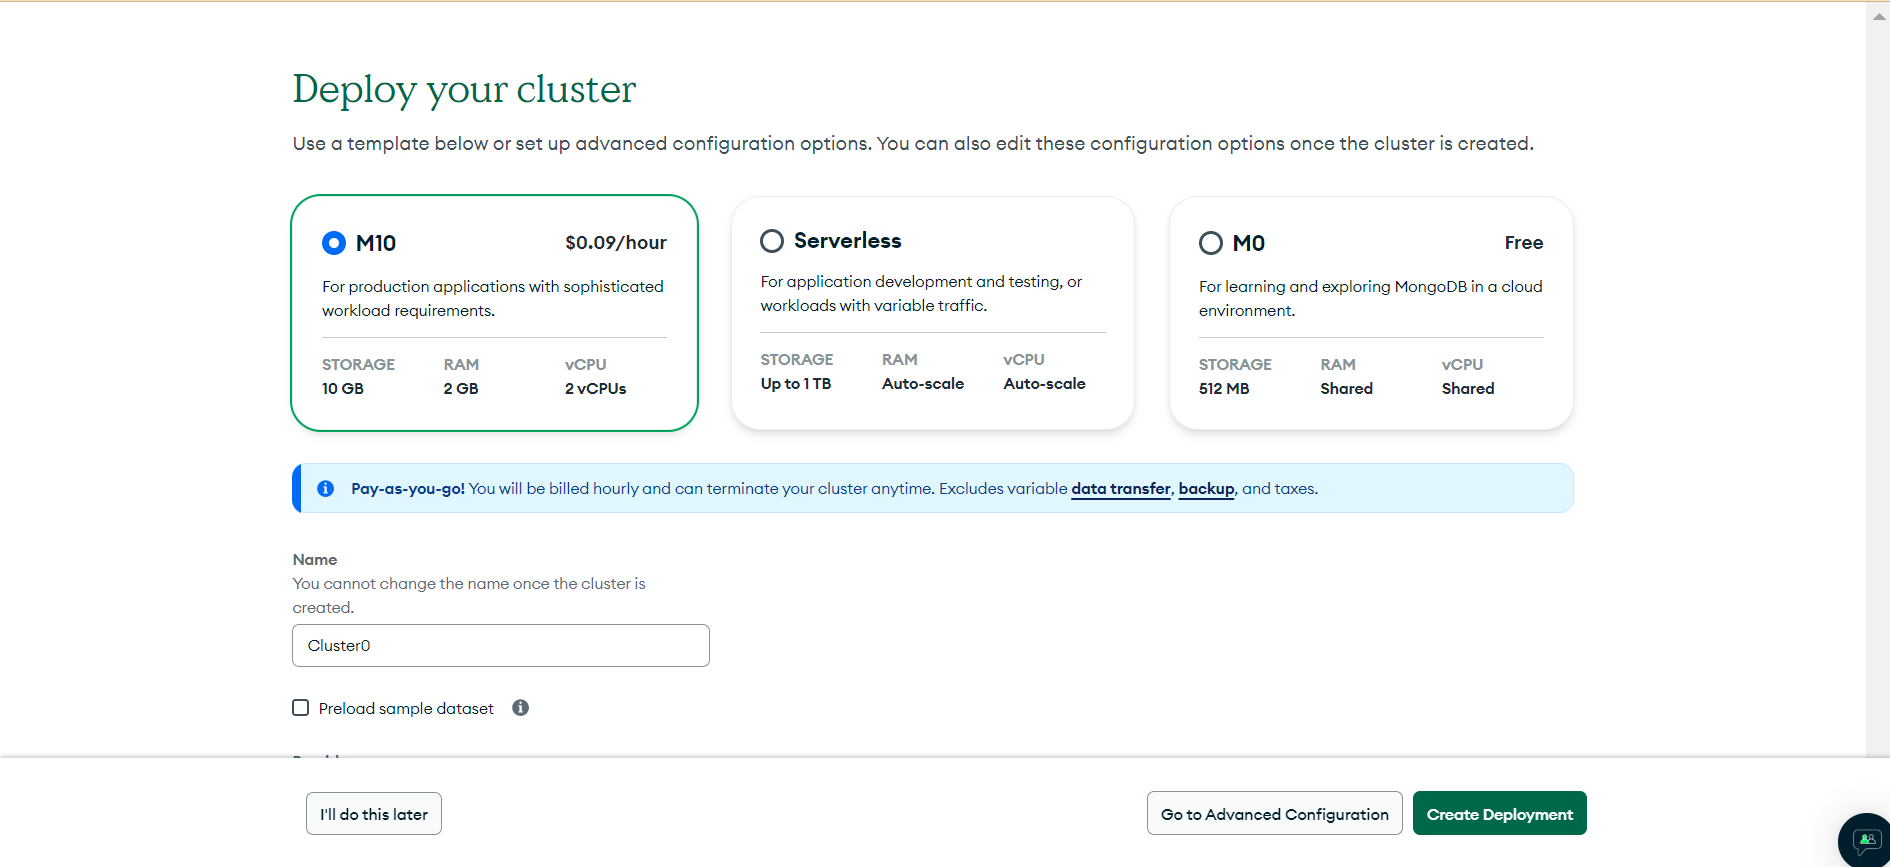 Deploy your cluster
Use a template below or set up advanced configuration options. You can also edit these configuration options once the cluster is created.
M10 $0.09/hour
For production applications with sophisticated
workload requirements.
STORAGE RAM vCPU
10 GB 2 GB 2 vCPUs
Serverless
For application development and testing, or
workloads with variable traffic.
STORAGE RAM vCPU
Up to 1 TB Auto-scale Auto-scale
M0 Free
For learning and exploring MongoDB in a cloud
environment.
STORAGE RAM vCPU
512 MB Shared Shared
Pay-as-you-go! You will be billed hourly and can terminate your cluster anytime. Excludes variable data transfer, backup, and taxes.
Name
You cannot change the name once the cluster is
created.
Cluster0
Preload sample dataset
I'll do this later
Go to Advanced Configuration
Create Deployment